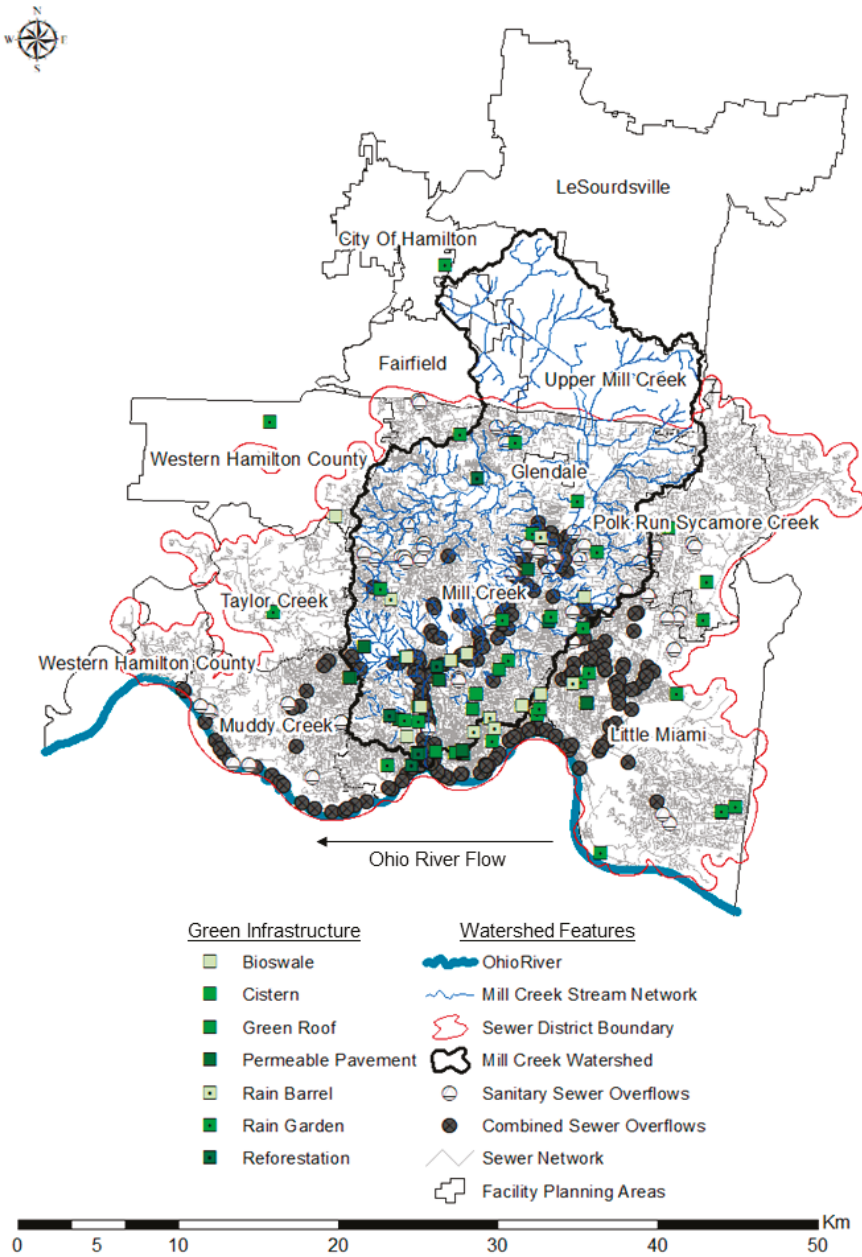 N
W E
S
LeSourdsville
City Of Hamilton
Fairfield
Upper Mill Creek
Western Hamilton County
Glendale
Polk Run Sycamore Creek
Taylor Creek
Mill Creek
Western Hamilton County
Muddy Creek
Little Miami
Ohio River Flow
Green Infrastructure
Bioswale
Cistern
Green Roof
Permeable Pavement
Rain Barrel
Rain Garden
Reforestation
Watershed Features
OhioRiver
Mill Creek Stream Network
Sewer District Boundary
Mill Creek Watershed
Sanitary Sewer Overflows
Combined Sewer Overflows
Sewer Network
Facility Planning Areas
Km
0 5 10 20 30 40 50